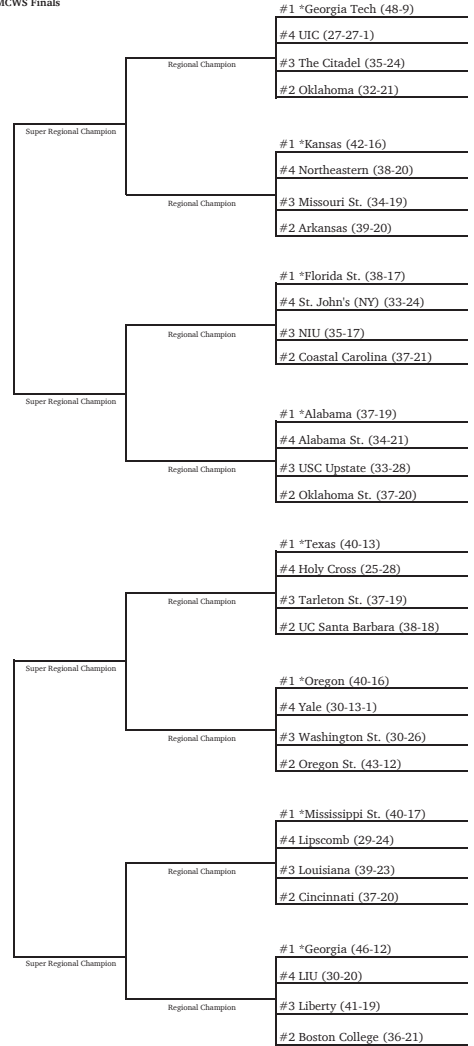 MCWS Finals
#1 *Georgia Tech (48-9)
#4 UIC (27-27-1)
Regional Champion
#3 The Citadel (35-24)
#2 Oklahoma (32-21)
Super Regional Champion
#1 *Kansas (42-16)
#4 Northeastern (38-20)
Regional Champion
#3 Missouri St. (34-19)
#2 Arkansas (39-20)
#1 *Florida St. (38-17)
#4 St. John's (NY) (33-24)
Regional Champion
#3 NIU (35-17)
#2 Coastal Carolina (37-21)
Super Regional Champion
#1 *Alabama (37-19)
#4 Alabama St. (34-21)
Regional Champion
#3 USC Upstate (33-28)
#2 Oklahoma St. (37-20)
#1 *Texas (40-13)
#4 Holy Cross (25-28)
Regional Champion
#3 Tarleton St. (37-19)
#2 UC Santa Barbara (38-18)
Super Regional Champion
#1 *Oregon (40-16)
#4 Yale (30-13-1)
Regional Champion
#3 Washington St. (30-26)
#2 Oregon St. (43-12)
#1 *Mississippi St. (40-17)
#4 Lipscomb (29-24)
Regional Champion
#3 Louisiana (39-23)
#2 Cincinnati (37-20)
Super Regional Champion
#1 *Georgia (46-12)
#4 LIU (30-20)
Regional Champion
#3 Liberty (41-19)
#2 Boston College (36-21)